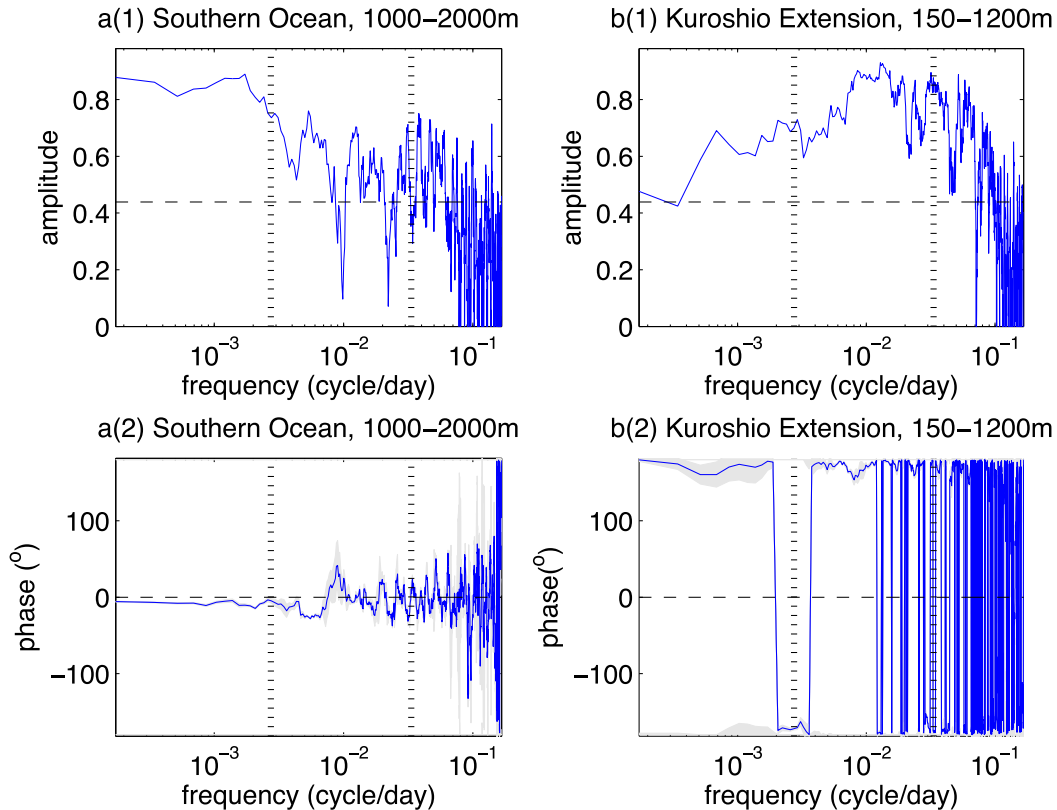 a(1) Southern Ocean, 1000−2000m
amplitude
0.8
0.6
0.4
0.2
0
10−3
10−2
10−1
frequency (cycle/day)
b(1) Kuroshio Extension, 150−1200m
amplitude
0.8
0.6
0.4
0.2
0
10−3
10−2
10−1
frequency (cycle/day)
a(2) Southern Ocean, 1000−2000m
phase (o)
100
0
−100
10−3
10−2
10−1
frequency (cycle/day)
b(2) Kuroshio Extension, 150−1200m
phase(o)
100
0
−100
10−3
10−2
10−1
frequency (cycle/day)